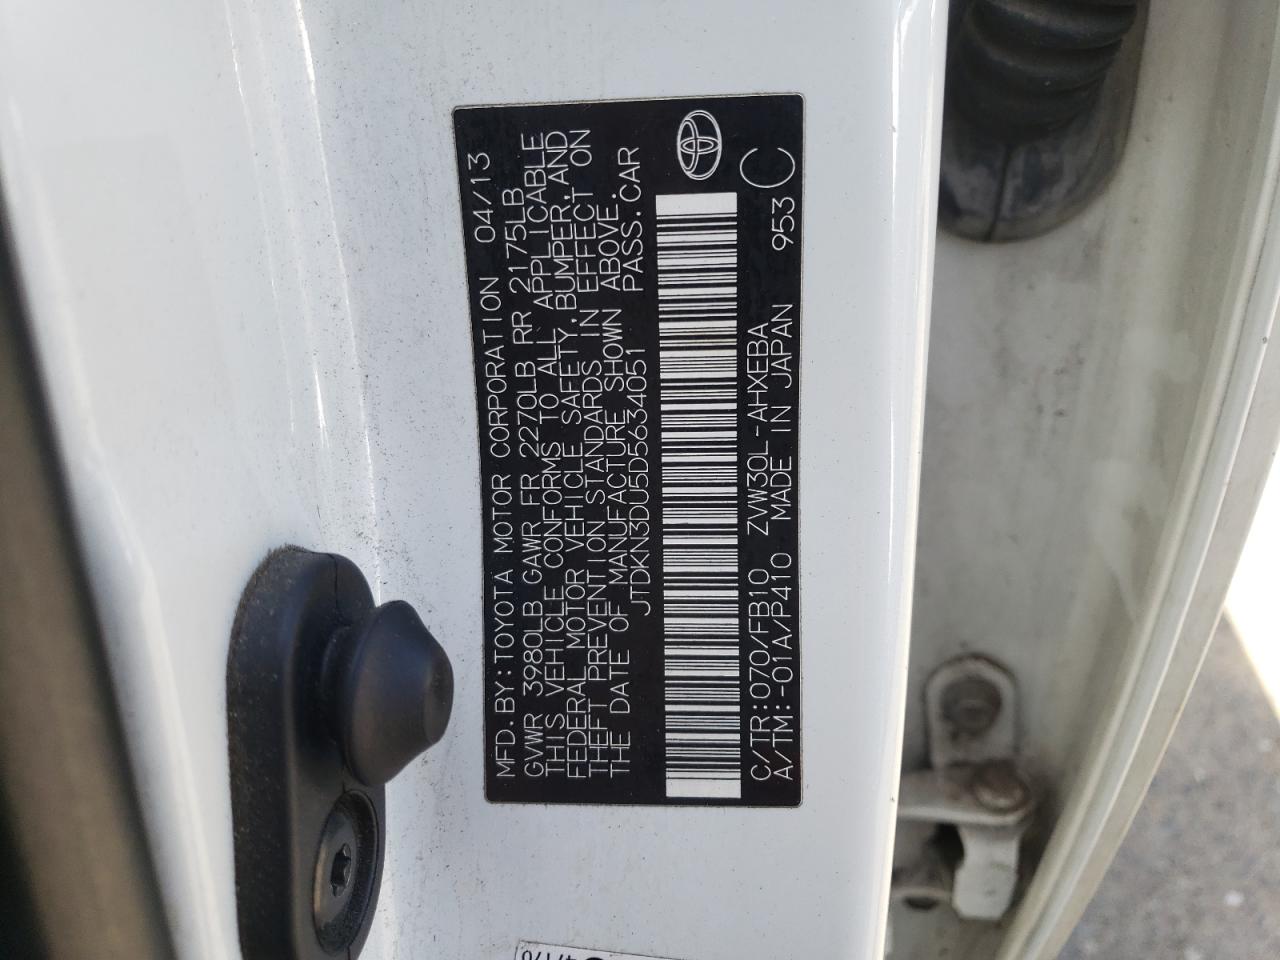 MFD.BY:TOYOTA MOTOR CORPORATION 04/13
GVWR 3980LB GAWR FR 2270LB RR 2175LB
THIS VEHICLE CONFORMS TO ALL APPLICABLE
FEDERAL MOTOR VEHICLE SAFETY,BUMPER,AND
THEFT PREVENTION STANDARDS IN EFFECT ON
THE DATE OF MANUFACTURE SHOWN ABOVE.
JTDKN3DU5D5634051 PASS.CAR
C/TR:070/FB10 ZVW30L-AHXEBA 953 C
A/TM:-01A/P410 MADE IN JAPAN